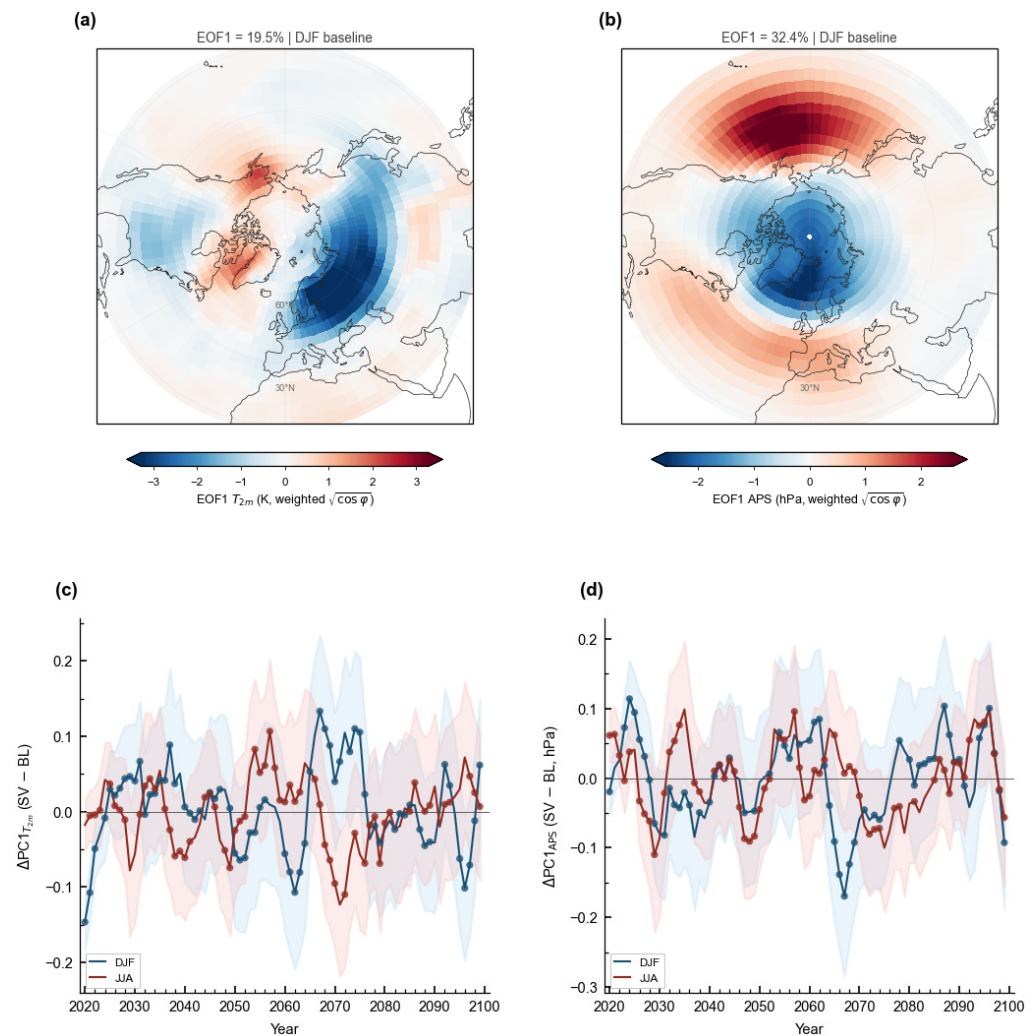 (a)
(b)
EOF1 = 19.5% | DJF baseline
EOF1 = 32.4% | DJF baseline
60°N
30°N
30°N
−3 −2 −1 0 1 2 3
−2 −1 0 1 2
EOF1 T2m (K, weighted √cos φ)
EOF1 APS (hPa, weighted √cos φ)
(c)
(d)
0.2
0.1
0.0
−0.1
−0.2
ΔPC1T2m (SV − BL)
DJF
JJA
2020 2030 2040 2050 2060 2070 2080 2090 2100
Year
0.2
0.1
0.0
−0.1
−0.2
−0.3
ΔPC1APS (SV − BL, hPa)
DJF
JJA
2020 2030 2040 2050 2060 2070 2080 2090 2100
Year